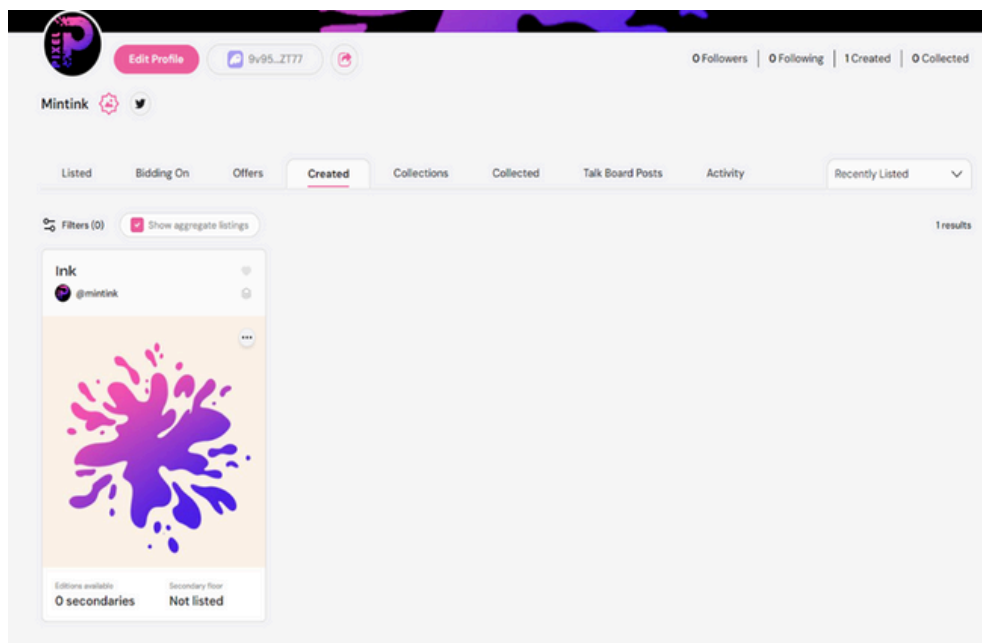 PIXEL
P
Edit Profile
9v95...ZT77
0 Followers | 0 Following | 1 Created | 0 Collected
Mintink
Listed Bidding On Offers Created Collections Collected Talk Board Posts Activity Recently Listed
Filters (0) Show aggregate listings 1 results
Ink
@mintink
Editions available Secondary floor
0 secondaries Not listed